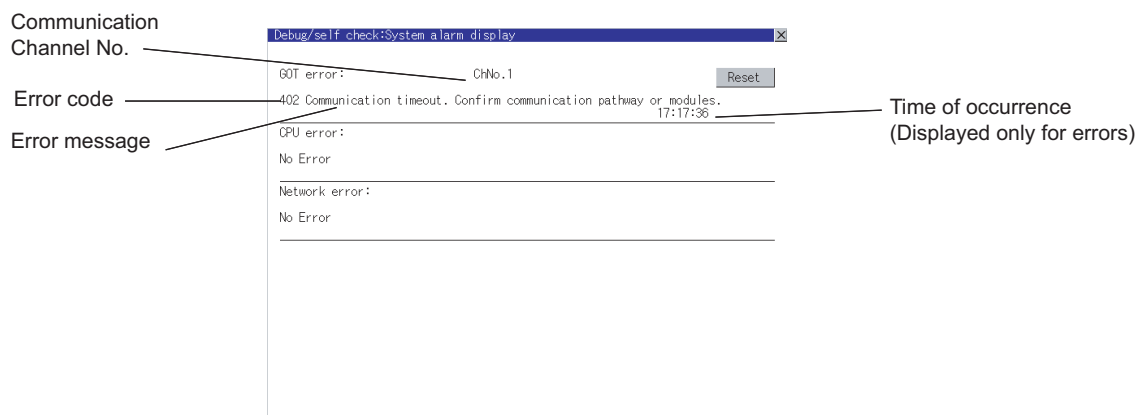 Communication
Channel No.
Debug/self check:System alarm display
GOT error: ChNo.1 Reset
Error code
402 Communication timeout. Confirm communication pathway or modules.
17:17:36
Time of occurrence
(Displayed only for errors)
Error message
CPU error:
No Error
Network error:
No Error